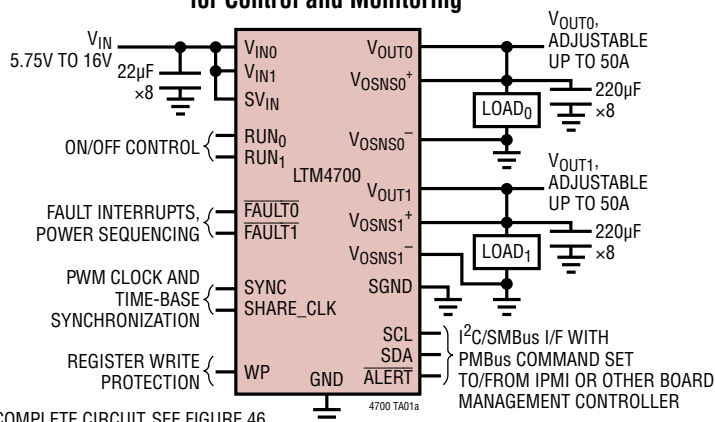 for Control and Monitoring
VIN
5.75V TO 16V
22µF
×8
ON/OFF CONTROL
FAULT INTERRUPTS,
POWER SEQUENCING
PWM CLOCK AND
TIME-BASE
SYNCHRONIZATION
REGISTER WRITE
PROTECTION
VIN0
VIN1
SVIN
RUN0
RUN1
LTM4700
FAULT0
FAULT1
SYNC
SHARE_CLK
WP
GND
VOUT0
VOSNS0+
VOSNS0–
VOUT1
VOSNS1+
VOSNS1–
SGND
SCL
SDA
ALERT
4700 TA01a
VOUT0,
ADJUSTABLE
UP TO 50A
LOAD0
220µF
×8
VOUT1,
ADJUSTABLE
UP TO 50A
LOAD1
220µF
×8
I2C/SMBus I/F WITH
PMBus COMMAND SET
TO/FROM IPMI OR OTHER BOARD
MANAGEMENT CONTROLLER
COMPLETE CIRCUIT, SEE FIGURE 46